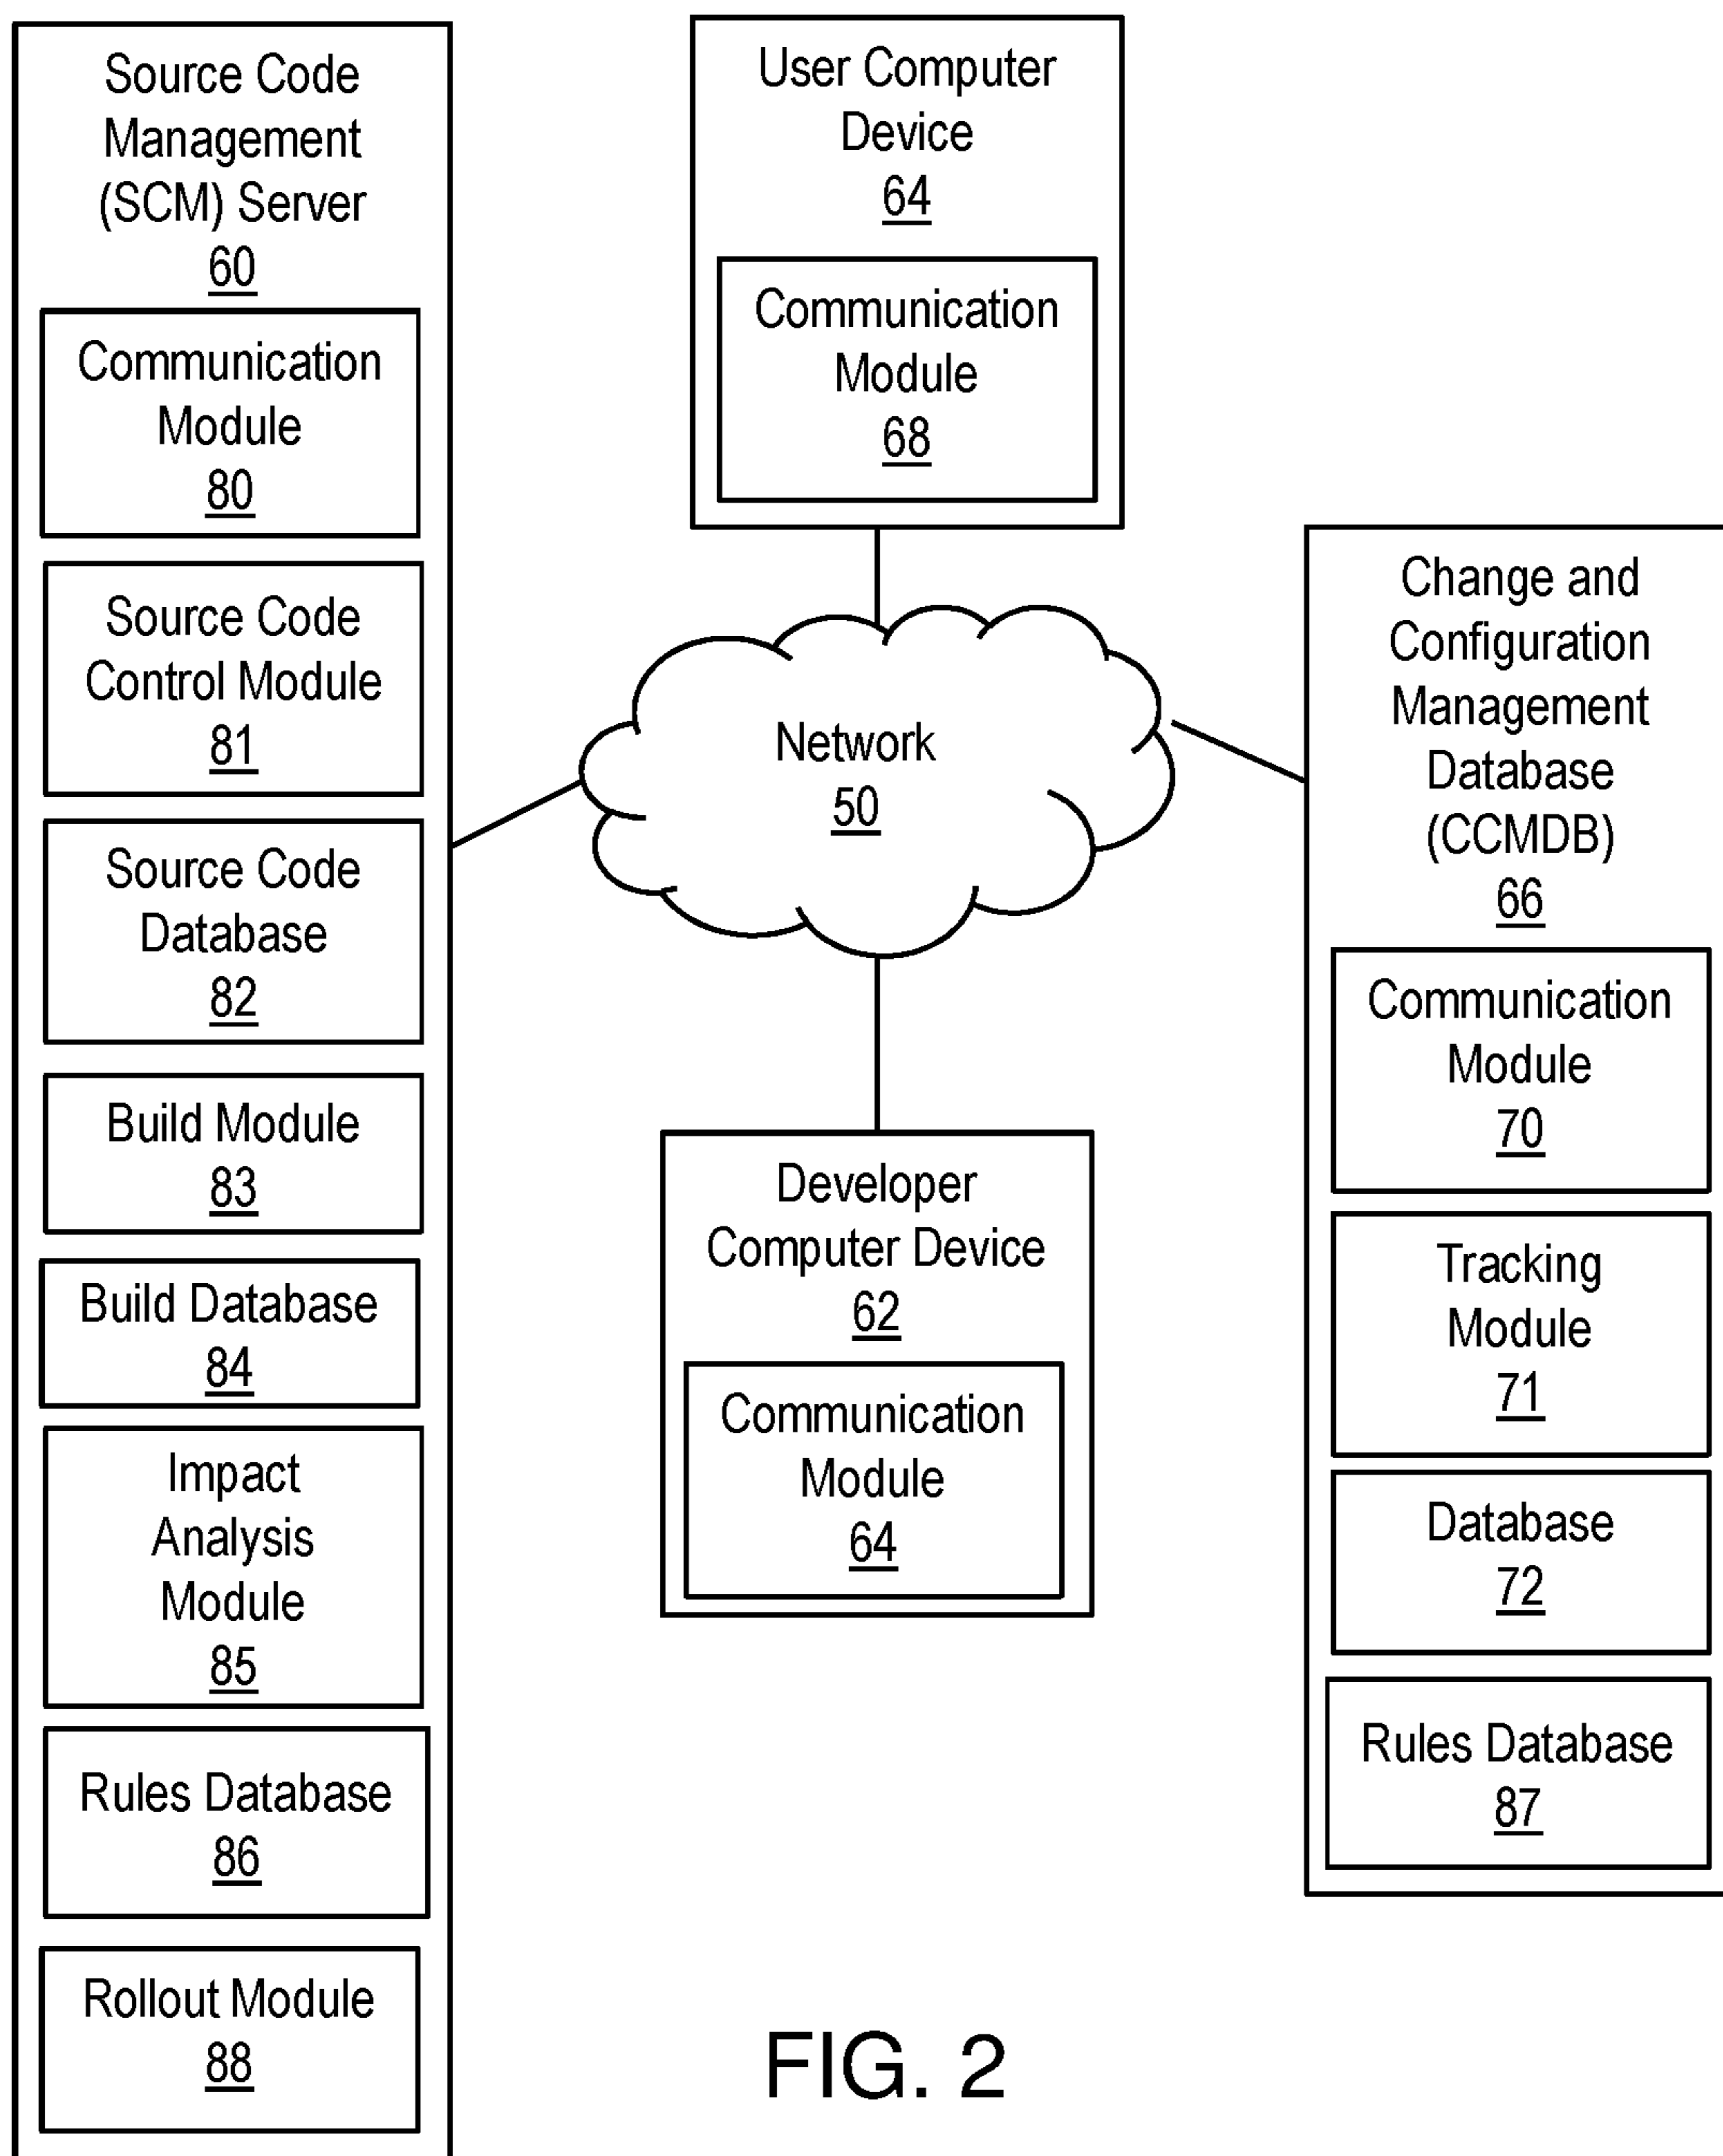 Source Code
Management
(SCM) Server
60
Communication
Module
80
Source Code
Control Module
81
Source Code
Database
82
Build Module
83
Build Database
84
Impact
Analysis
Module
85
Rules Database
86
Rollout Module
88
User Computer
Device
64
Communication
Module
68
Network
50
Developer
Computer Device
62
Communication
Module
64
Change and
Configuration
Management
Database
(CCMDB)
66
Communication
Module
70
Tracking
Module
71
Database
72
Rules Database
87
FIG. 2